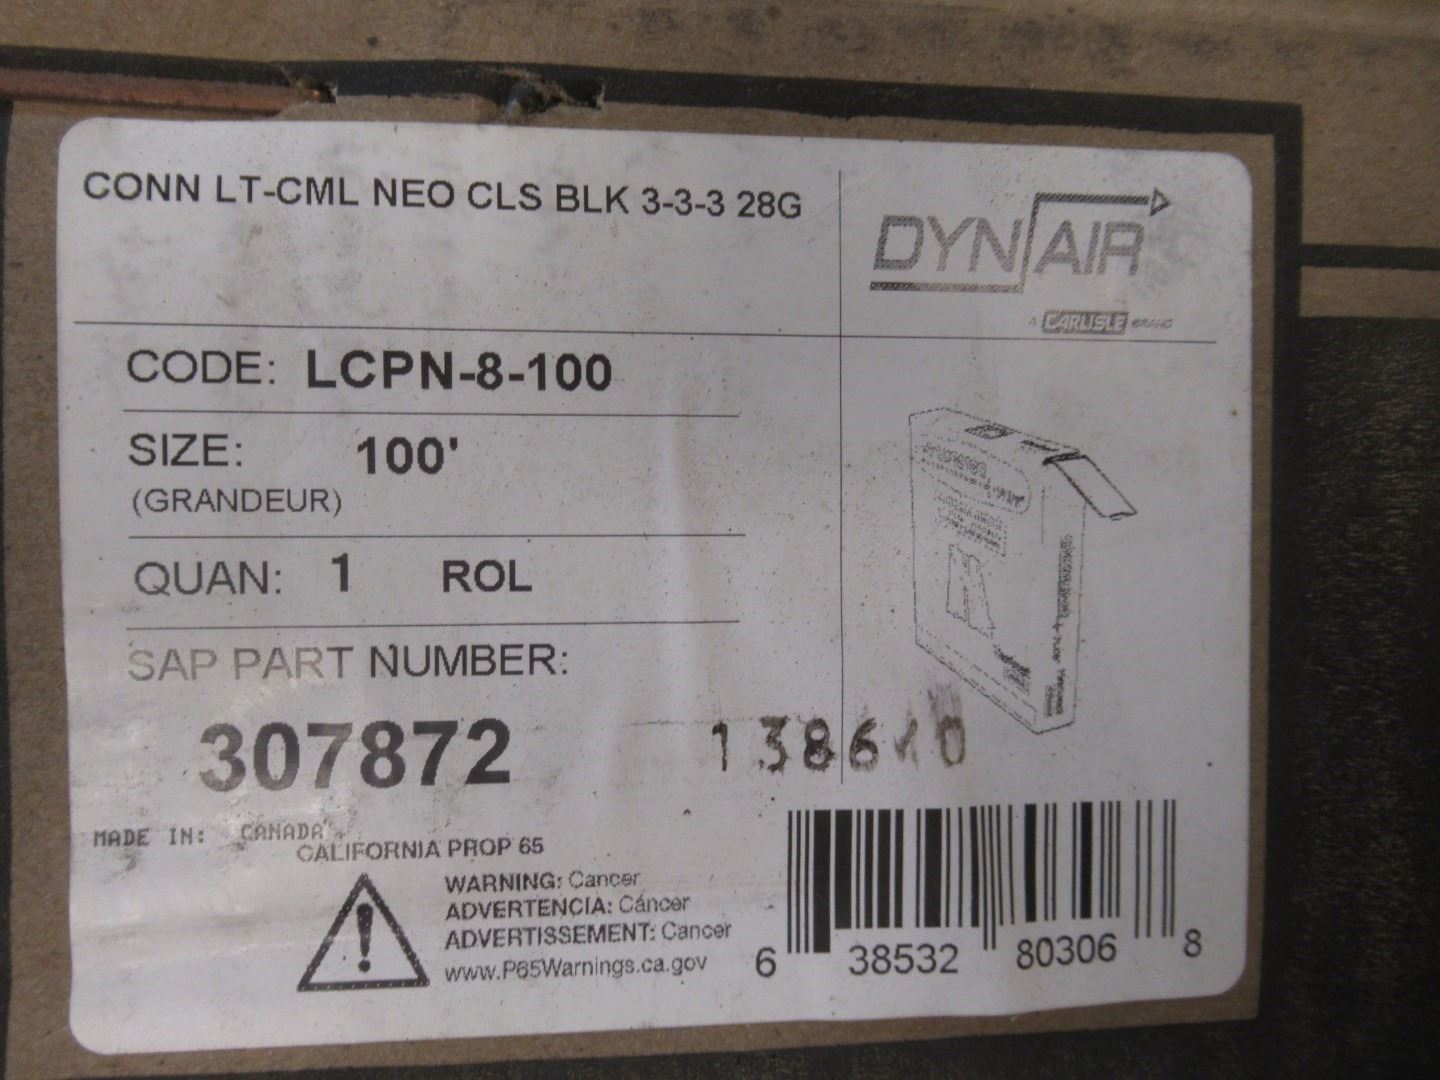 CONN LT-CML NEO CLS BLK 3-3-3 28G
DYNAIR
A CARLISLE BRAND
CODE: LCPN-8-100
SIZE: 100'
(GRANDEUR)
QUAN: 1 ROL
SAP PART NUMBER:
307872
MADE IN: CANADA
CALIFORNIA PROP 65
WARNING: Cancer
ADVERTENCIA: Cáncer
ADVERTISSEMENT: Cancer
www.P65Warnings.ca.gov
6 38532 80306 8